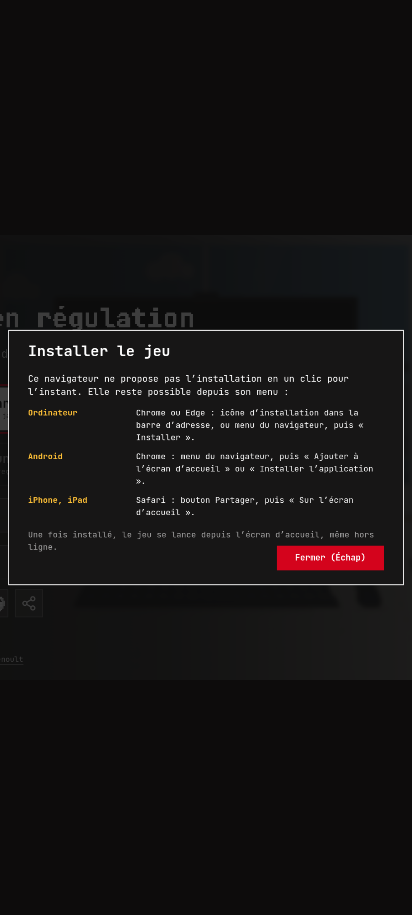 en régulation
Installer le jeu
Ce navigateur ne propose pas l’installation en un clic pour
l’instant. Elle reste possible depuis son menu :
Ordinateur
Chrome ou Edge : icône d’installation dans la
barre d’adresse, ou menu du navigateur, puis «
Installer ».
Android
Chrome : menu du navigateur, puis « Ajouter à
l’écran d’accueil » ou « Installer l’application
».
iPhone, iPad
Safari : bouton Partager, puis « Sur l’écran
d’accueil ».
Une fois installé, le jeu se lance depuis l’écran d’accueil, même hors
ligne.
Fermer (Échap)